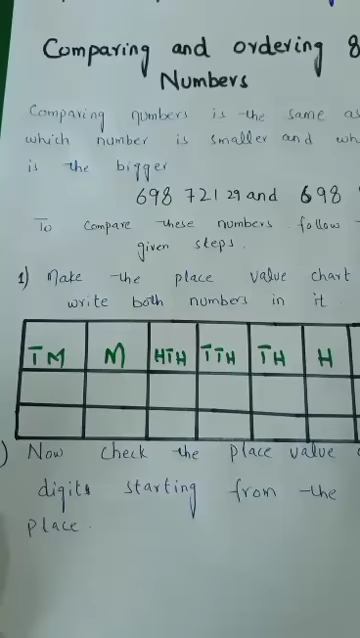 Comparing and ordering 8
Numbers
Comparing numbers is the same as
which number is smaller and wh
is the bigger
698 721 29 and 698
To compare these numbers follow
given steps.
1) Make the place value chart
write both numbers in it.
TM M HTH TTH TH H
) Now check the place value
digits starting from the
place.